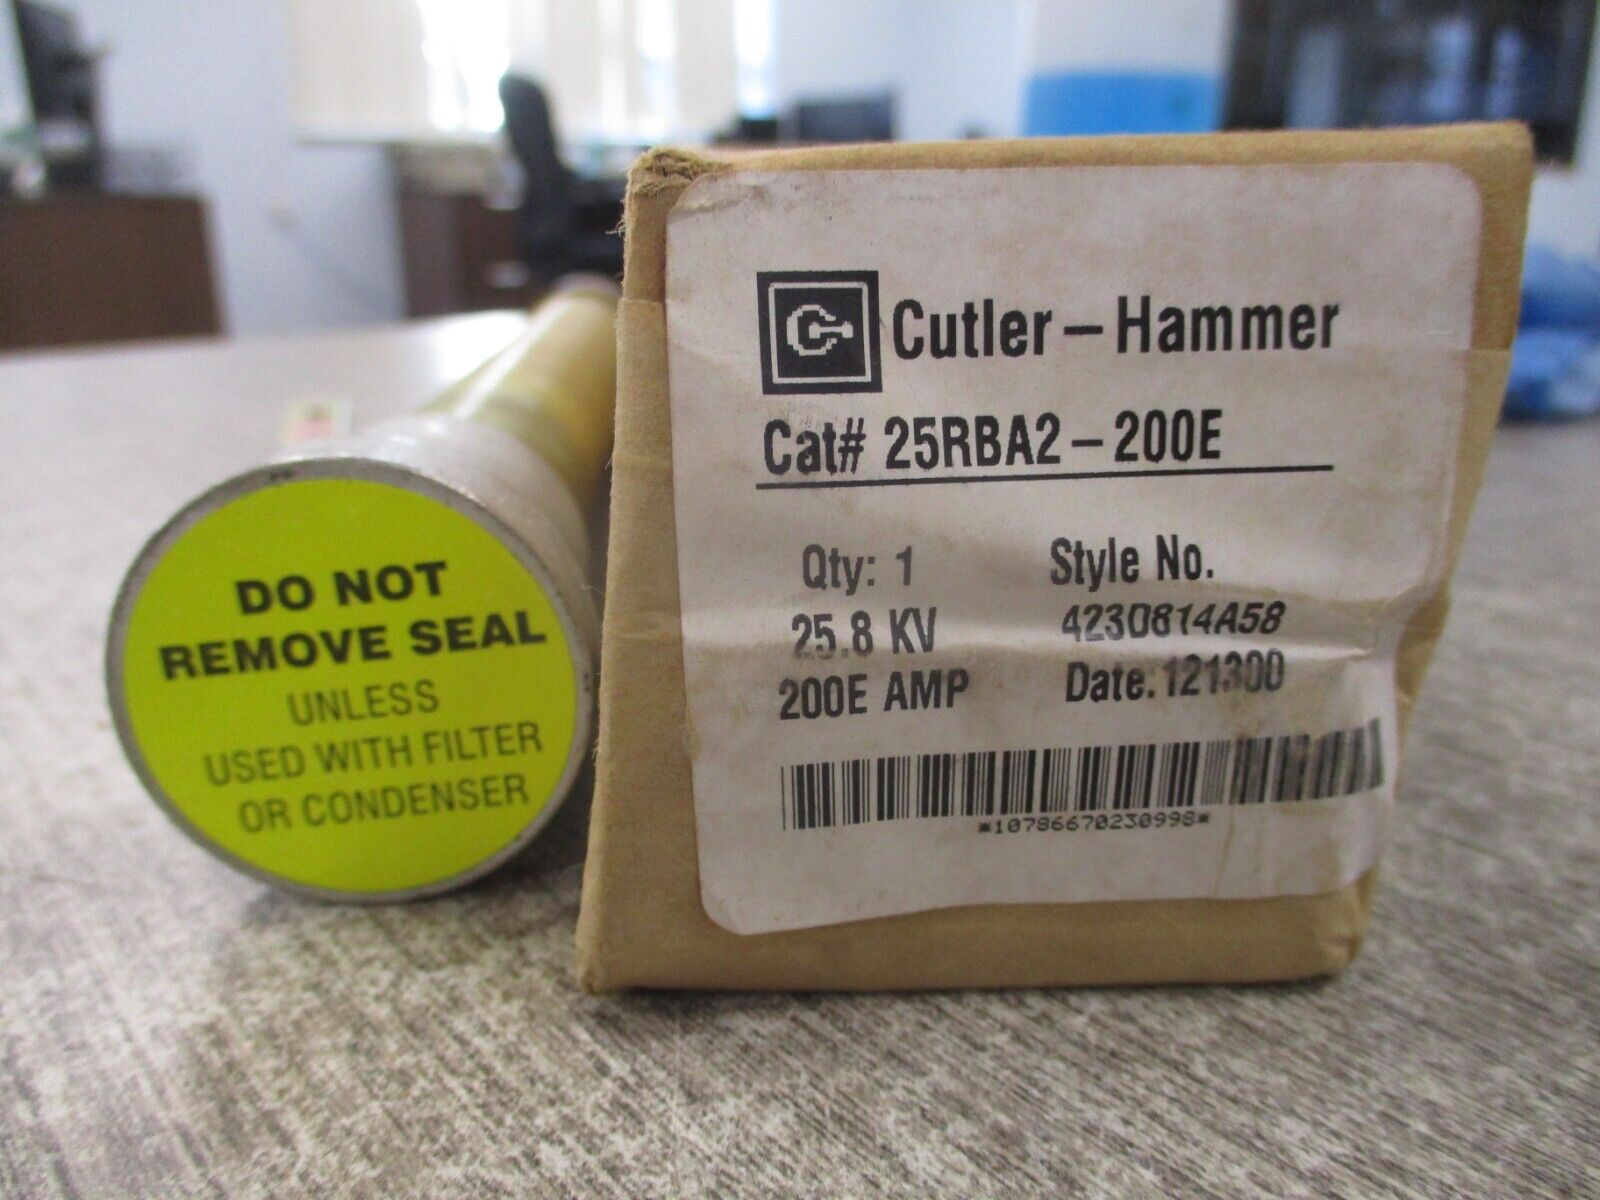 DO NOT
REMOVE SEAL
UNLESS
USED WITH FILTER
OR CONDENSER
Cutler-Hammer
Cat# 25RBA2-200E
Qty: 1 Style No.
25.8 KV 423D814A58
200E AMP Date: 121300
*10786670230998*